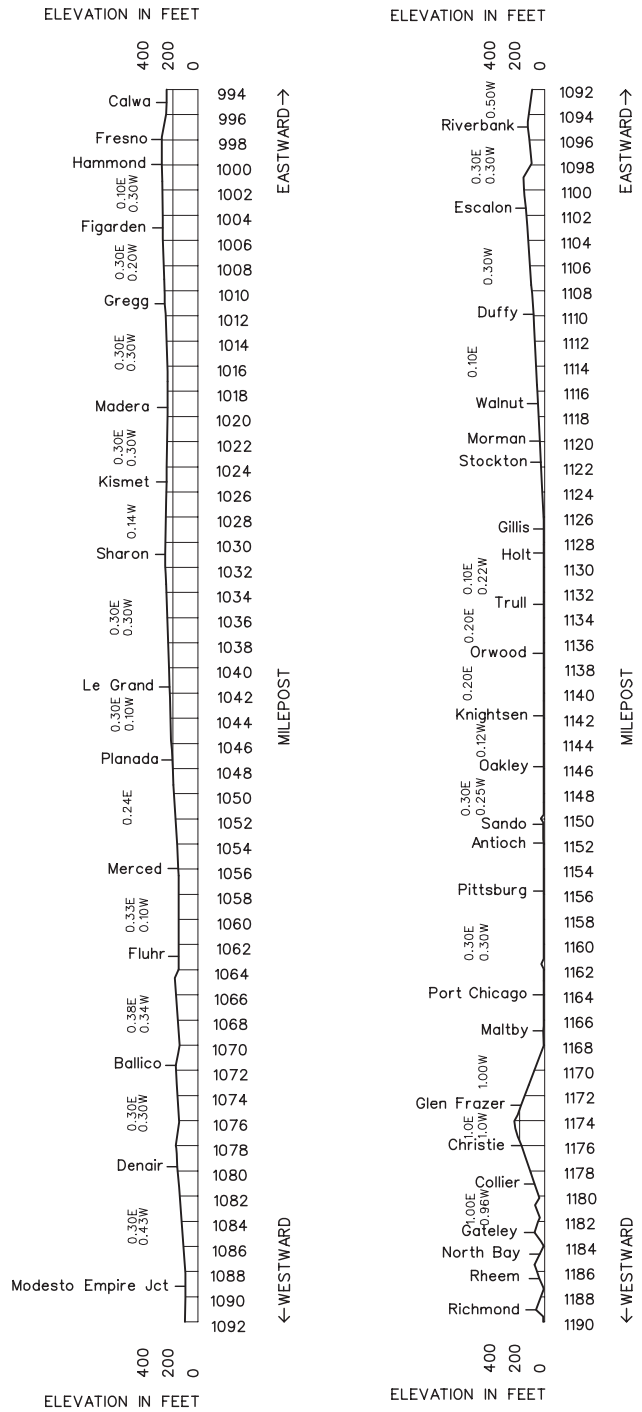 ELEVATION IN FEET
400
200
0
Calwa
Fresno
Hammond
0.10E
0.30W
Figarden
0.30E
0.20W
Gregg
0.30E
0.30W
Madera
0.30E
0.30W
Kismet
0.14W
Sharon
0.30E
0.30W
Le Grand
0.30E
0.10W
Planada
0.24E
Merced
0.33E
0.10W
Fluhr
0.38E
0.34W
Ballico
0.30E
0.30W
Denair
0.30E
0.43W
Modesto Empire Jct
994
996
998
1000
1002
1004
1006
1008
1010
1012
1014
1016
1018
1020
1022
1024
1026
1028
1030
1032
1034
1036
1038
1040
1042
1044
1046
1048
1050
1052
1054
1056
1058
1060
1062
1064
1066
1068
1070
1072
1074
1076
1078
1080
1082
1084
1086
1088
1090
1092
EASTWARD→
MILEPOST
←WESTWARD
400
200
0
ELEVATION IN FEET
ELEVATION IN FEET
400
200
0
0.50W
Riverbank
0.30E
0.30W
Escalon
0.30W
Duffy
0.10E
Walnut
Morman
Stockton
Gillis
Holt
0.10E
0.22W
Trull
0.20E
Orwood
0.20E
Knightsen
0.12W
Oakley
0.30E
0.25W
Sando
Antioch
Pittsburg
0.30E
0.30W
Port Chicago
Maltby
1.00W
Glen Frazer
1.0E
1.0W
Christie
Collier
1.00E
0.96W
Gateley
North Bay
Rheem
Richmond
1092
1094
1096
1098
1100
1102
1104
1106
1108
1110
1112
1114
1116
1118
1120
1122
1124
1126
1128
1130
1132
1134
1136
1138
1140
1142
1144
1146
1148
1150
1152
1154
1156
1158
1160
1162
1164
1166
1168
1170
1172
1174
1176
1178
1180
1182
1184
1186
1188
1190
EASTWARD→
MILEPOST
←WESTWARD
400
200
0
ELEVATION IN FEET